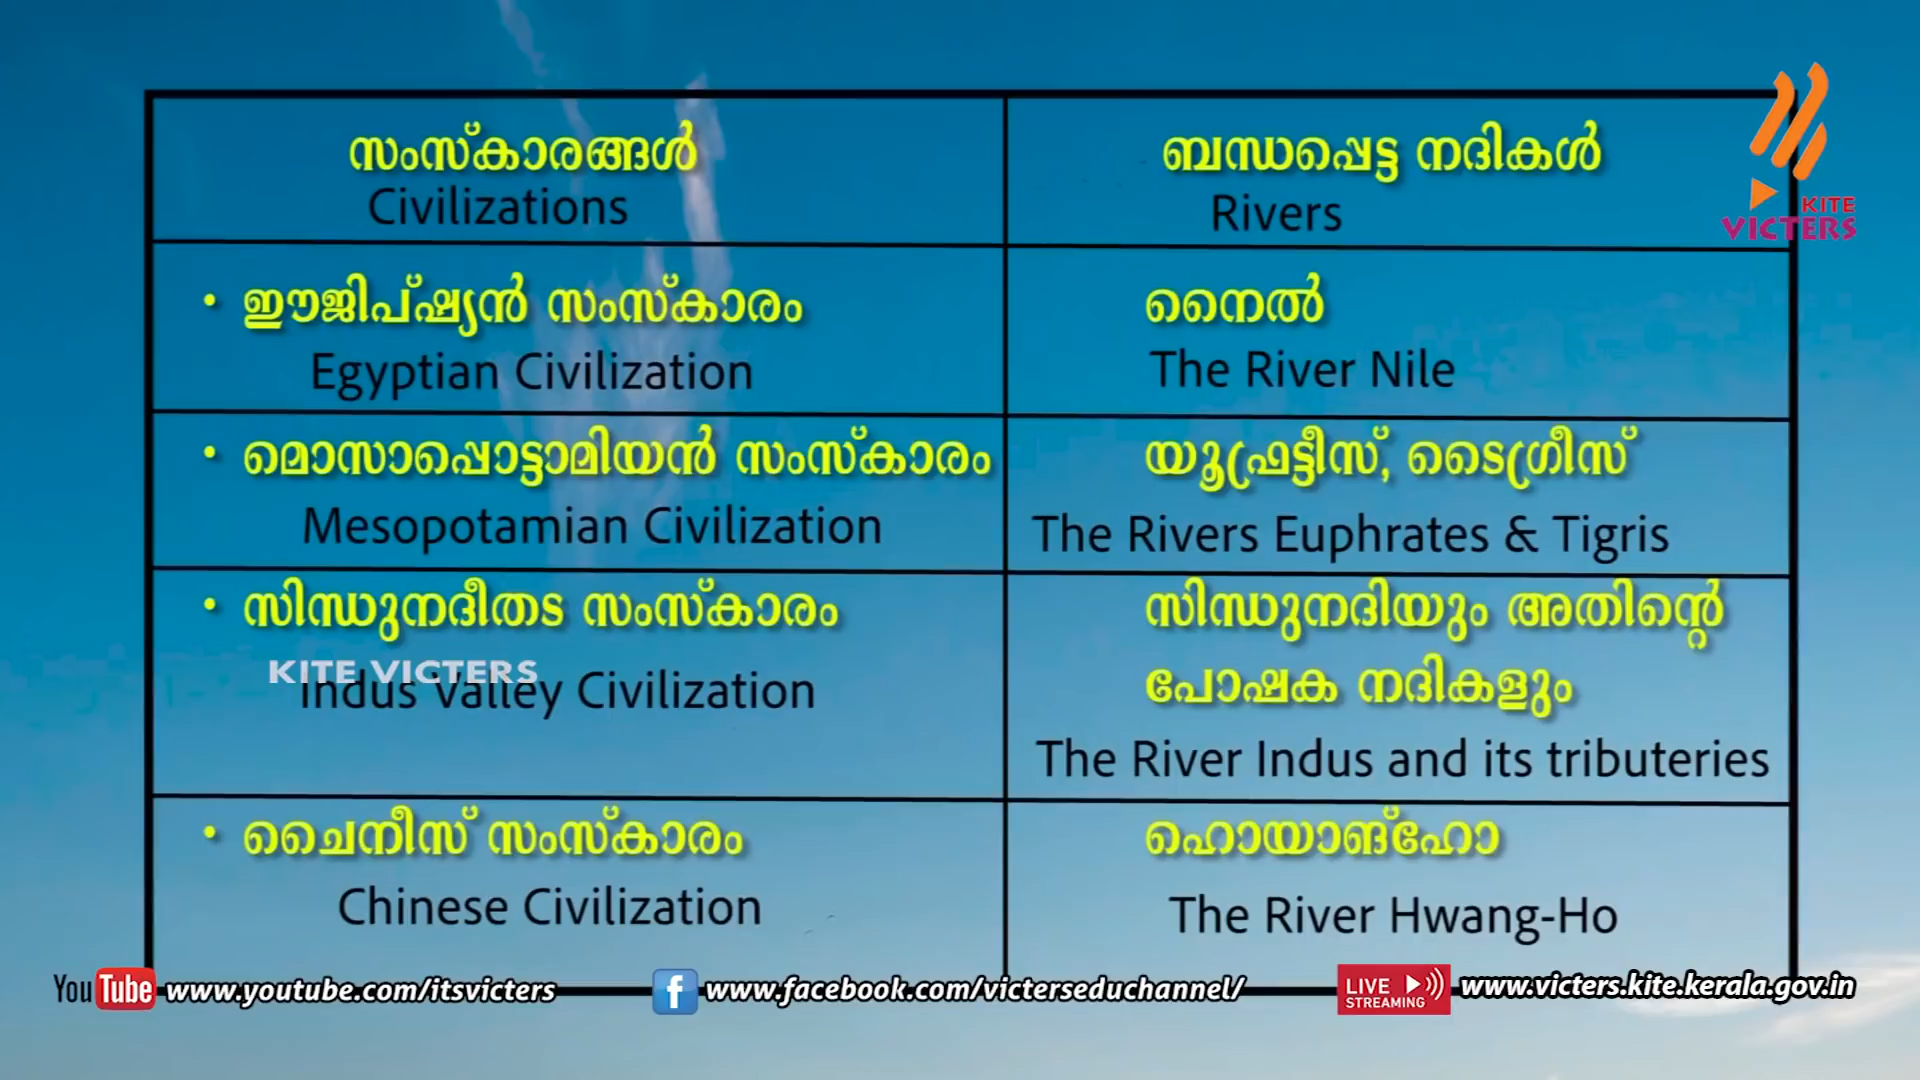 സംസ്കാരങ്ങൾ
Civilizations
ബന്ധപ്പെട്ട നദികൾ
Rivers
KITE
VICTERS
• ഈജിപ്ഷ്യൻ സംസ്കാരം
Egyptian Civilization
നൈൽ
The River Nile
• മൊസാപ്പൊട്ടാമിയൻ സംസ്കാരം
Mesopotamian Civilization
യൂഫ്രട്ടീസ്, ടൈഗ്രീസ്
The Rivers Euphrates & Tigris
• സിന്ധുനദീതട സംസ്കാരം
KITE VICTERS
Indus Valley Civilization
സിന്ധുനദിയും അതിന്റെ
പോഷക നദികളും
The River Indus and its tributeries
• ചൈനീസ് സംസ്കാരം
Chinese Civilization
ഹൊയാങ്ഹോ
The River Hwang-Ho
YouTube www.youtube.com/itsvicters
f www.facebook.com/victerseduchannel/
LIVE
STREAMING
www.victers.kite.kerala.gov.in